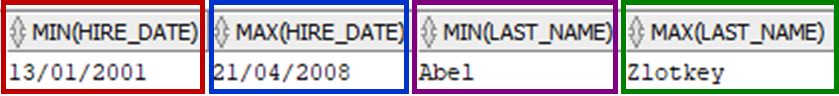 MIN(HIRE_DATE) MAX(HIRE_DATE) MIN(LAST_NAME) MAX(LAST_NAME)
13/01/2001 21/04/2008 Abel Zlotkey